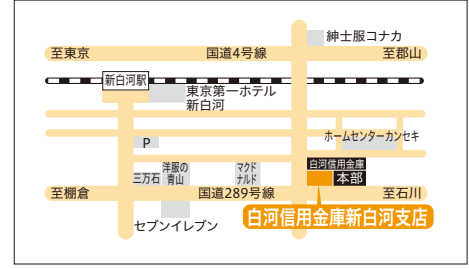 紳士服コナカ
至東京
国道4号線
至郡山
新白河駅
東京第一ホテル
新白河
ホームセンターカンセキ
P
洋服の
青山
三万石
マクド
ナルド
白河信用金庫
本部
至棚倉
国道289号線
至石川
白河信用金庫新白河支店
セブンイレブン